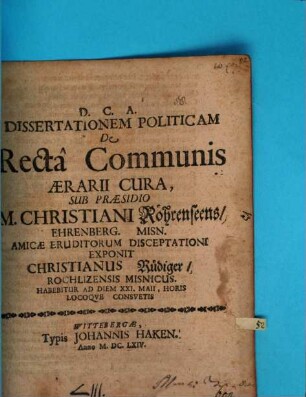 D. C. A.
DISSERTATIONEM POLITICAM
De
Rectâ Communis
ÆRARII CURA,
SUB PRÆSIDIO
M. CHRISTIANI Röhrenseens/
EHRENBERG. MISN.
AMICÆ ERUDITORUM DISCEPTATIONI
EXPONIT
CHRISTIANUS Rüdiger/
ROCHLIZENSIS MISNICUS.
HABEBITUR AD DIEM XXI. MAII, HORIS
LOCOQVE CONSVETIS
WITTEBERGÆ,
Typis JOHANNIS HAKEN.
Anno M. DC. LXIV.
52